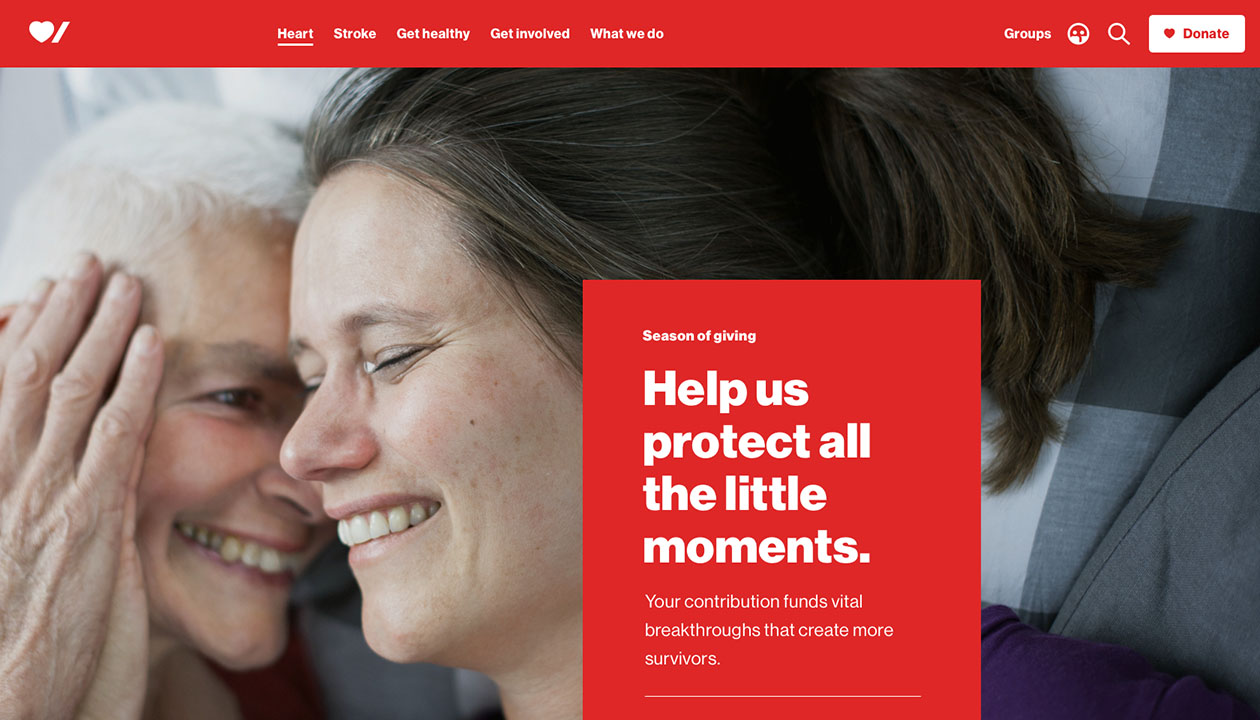 Heart Stroke Get healthy Get involved What we do Groups Donate
Season of giving
Help us
protect all
the little
moments.
Your contribution funds vital
breakthroughs that create more
survivors.